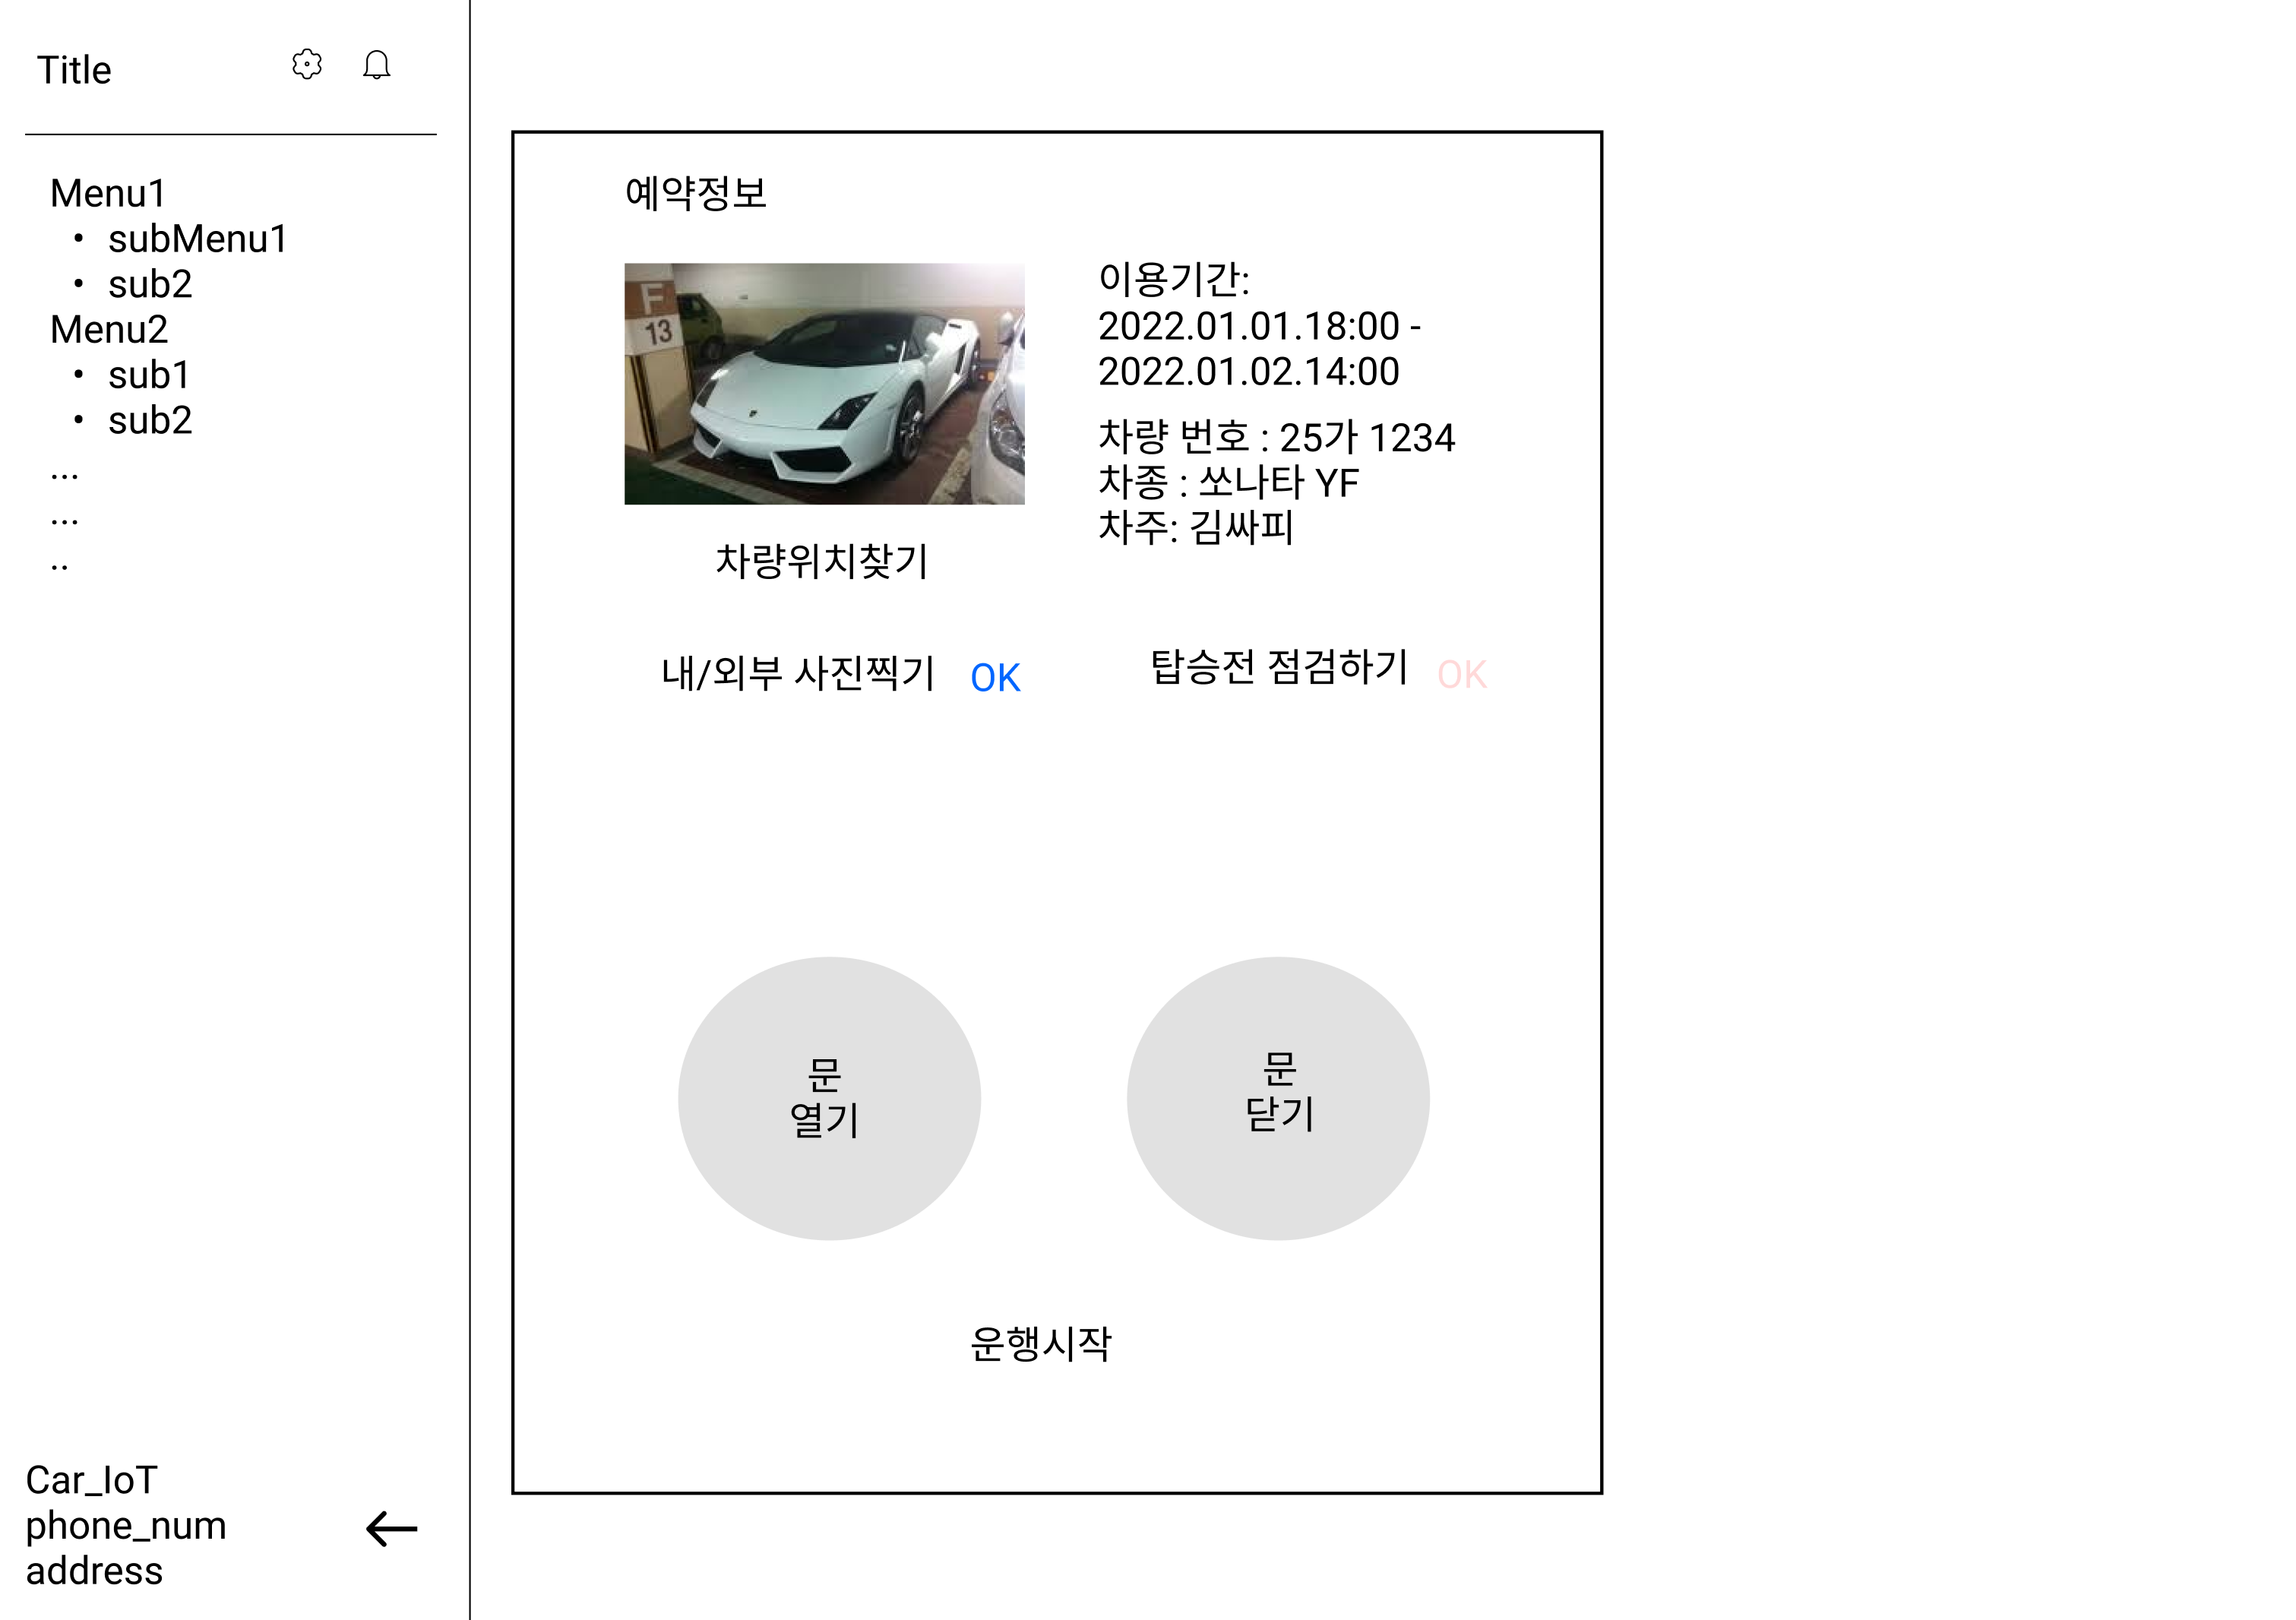 Title
Menu1
• subMenu1
• sub2
Menu2
• sub1
• sub2
...
...
..
Car_IoT
phone_num
address
예약정보
F
13
이용기간:
2022.01.01.18:00 -
2022.01.02.14:00
차량 번호 : 25가 1234
차종 : 쏘나타 YF
차주: 김싸피
차량위치찾기
내/외부 사진찍기 OK
탑승전 점검하기 OK
문
열기
문
닫기
운행시작